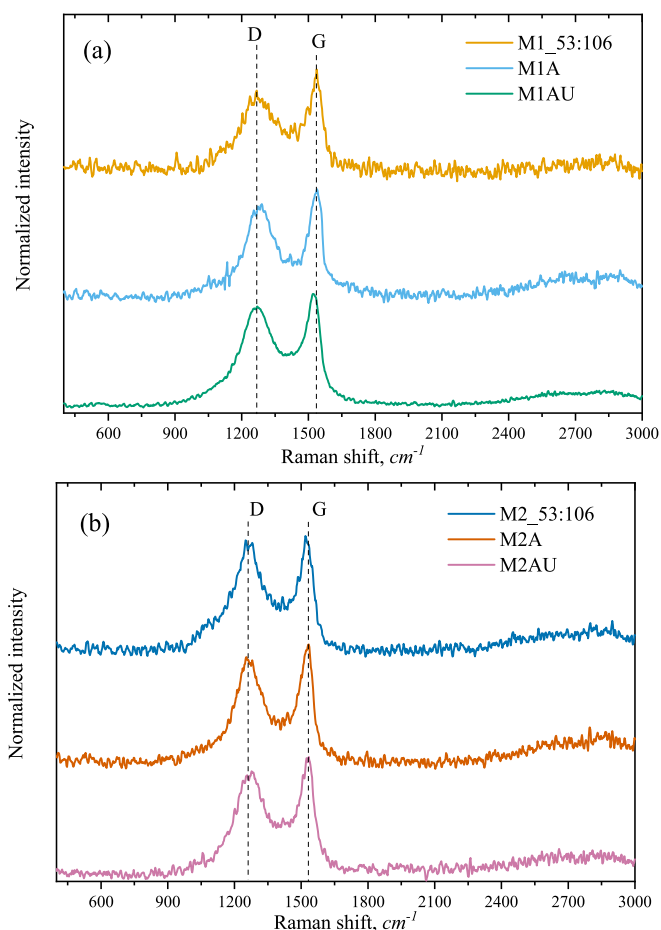 (a)
D
G
M1_53:106
M1A
M1AU
Normalized intensity
600 900 1200 1500 1800 2100 2400 2700 3000
Raman shift, cm⁻¹
(b)
D
G
M2_53:106
M2A
M2AU
Normalized intensity
600 900 1200 1500 1800 2100 2400 2700 3000
Raman shift, cm⁻¹